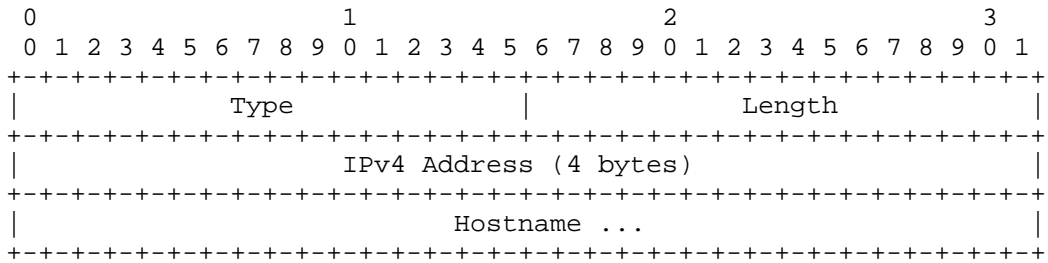 0                   1                   2                   3
 0 1 2 3 4 5 6 7 8 9 0 1 2 3 4 5 6 7 8 9 0 1 2 3 4 5 6 7 8 9 0 1
+-+-+-+-+-+-+-+-+-+-+-+-+-+-+-+-+-+-+-+-+-+-+-+-+-+-+-+-+-+-+-+-+
|             Type              |             Length            |
+-+-+-+-+-+-+-+-+-+-+-+-+-+-+-+-+-+-+-+-+-+-+-+-+-+-+-+-+-+-+-+-+
|                    IPv4 Address (4 bytes)                     |
+-+-+-+-+-+-+-+-+-+-+-+-+-+-+-+-+-+-+-+-+-+-+-+-+-+-+-+-+-+-+-+-+
|                           Hostname ...                        |
+-+-+-+-+-+-+-+-+-+-+-+-+-+-+-+-+-+-+-+-+-+-+-+-+-+-+-+-+-+-+-+-+